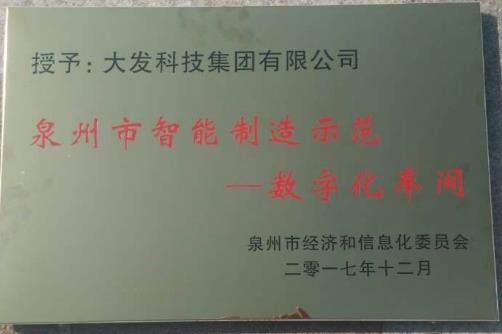 授予：大发科技集团有限公司
泉州市智能制造示范
—数字化车间
泉州市经济和信息化委员会
二零一七年十二月